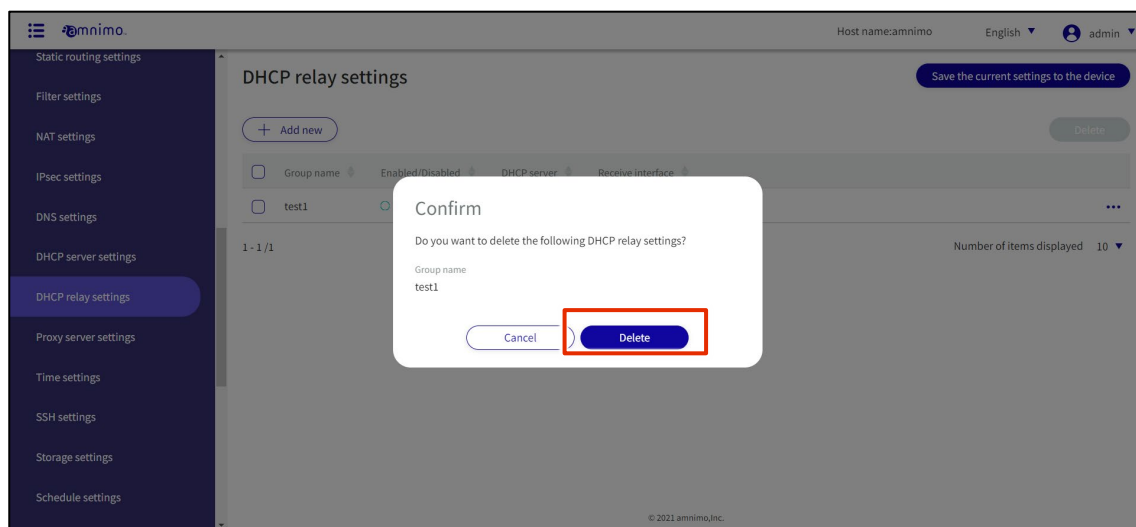 amnimo
Host name:amnimo
English
admin
Static routing settings
Filter settings
NAT settings
IPsec settings
DNS settings
DHCP server settings
DHCP relay settings
Proxy server settings
Time settings
SSH settings
Storage settings
Schedule settings
DHCP relay settings
Save the current settings to the device
+ Add new
Delete
Group name Enabled/Disabled DHCP server Receive interface
test1
1 - 1 /1
Number of items displayed 10
Confirm
Do you want to delete the following DHCP relay settings?
Group name
test1
Cancel Delete
© 2021 amnimo,Inc.